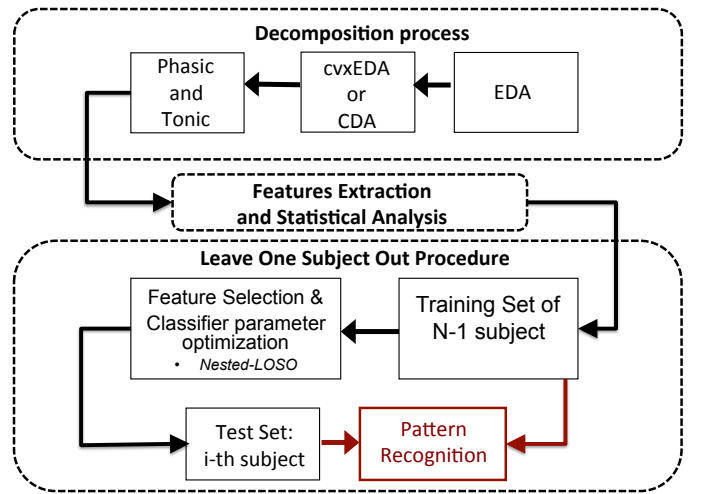 Decomposition process
Phasic
and
Tonic
cvxEDA
or
CDA
EDA
Features Extraction
and Statistical Analysis
Leave One Subject Out Procedure
Feature Selection &
Classifier parameter
optimization
• Nested-LOSO
Training Set of
N-1 subject
Test Set:
i-th subject
Pattern
Recognition